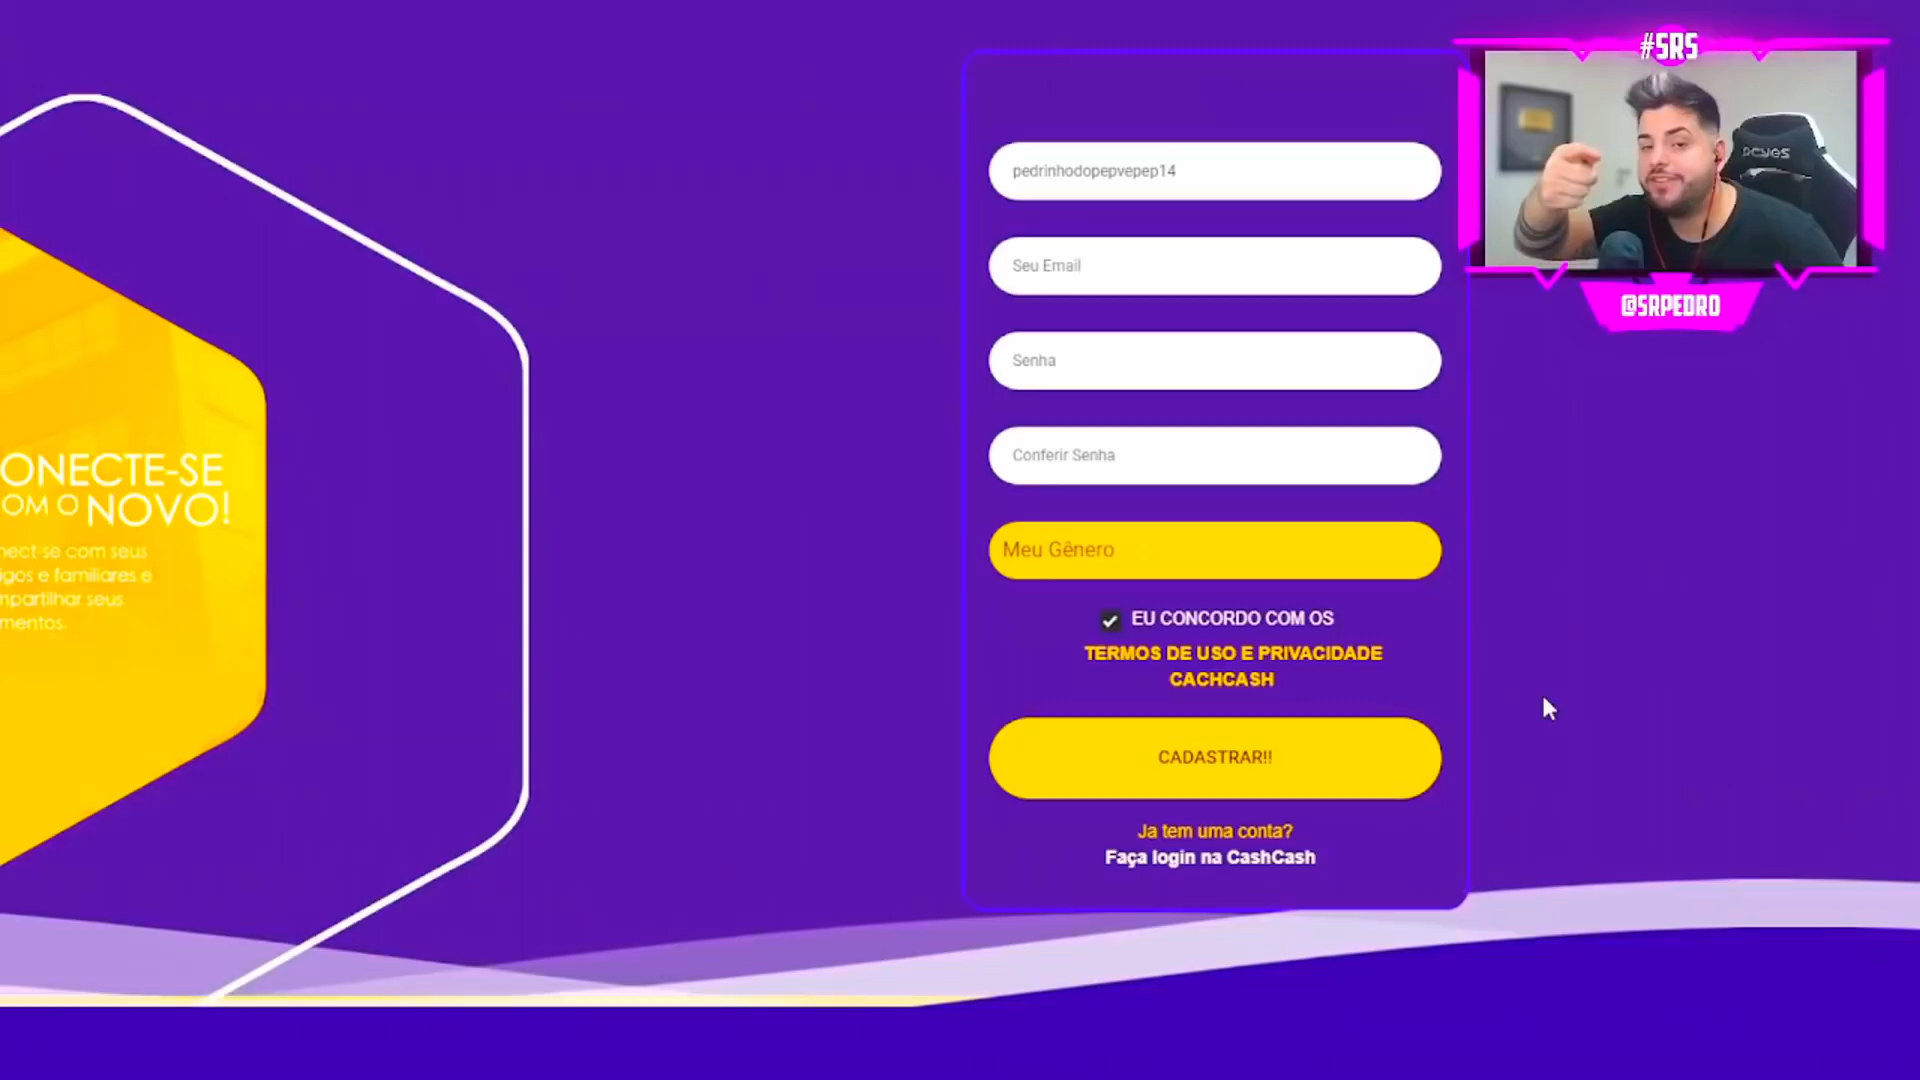 #SRS
pcyes
@SRPEDRO
pedrinhodopepvepep14
Seu Email
Senha
Conferir Senha
Meu Gênero
EU CONCORDO COM OS
TERMOS DE USO E PRIVACIDADE
CACHCASH
CADASTRAR!!
Ja tem uma conta?
Faça login na CashCash
ONECTE-SE
OM O NOVO!
nect-se com seus
igos e familiares e
mpartilhar seus
mentos.